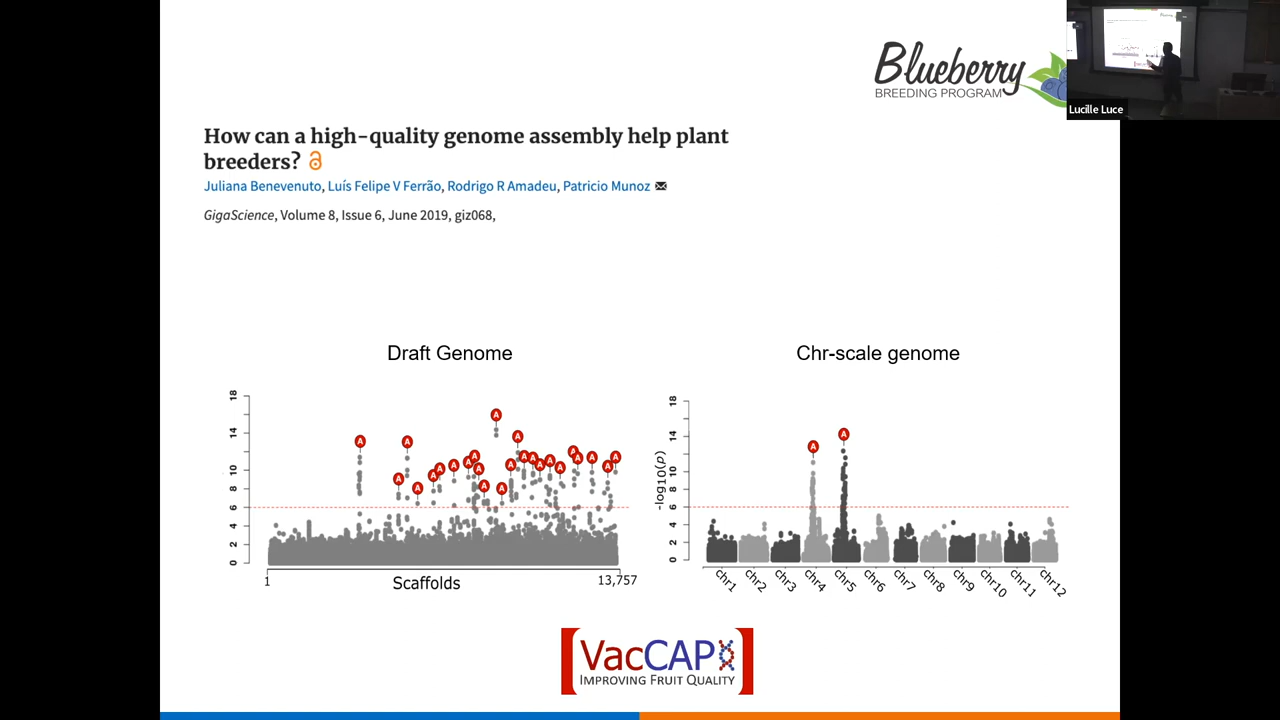 Blueberry
BREEDING PROGRAM
Lucille Luce
How can a high-quality genome assembly help plant
breeders?
Juliana Benevenuto, Luís Felipe V Ferrão, Rodrigo R Amadeu, Patricio Munoz
GigaScience, Volume 8, Issue 6, June 2019, giz068,
Draft Genome
18
14
10
8
6
4
2
0
A A A A A A A A A A A A A A A A A A A A A A A A A A
1
Scaffolds
13,757
Chr-scale genome
-log10(p)
18
14
10
8
6
4
2
0
A A
chr1 chr2 chr3 chr4 chr5 chr6 chr7 chr8 chr9 chr10 chr11 chr12
VacCAP
IMPROVING FRUIT QUALITY